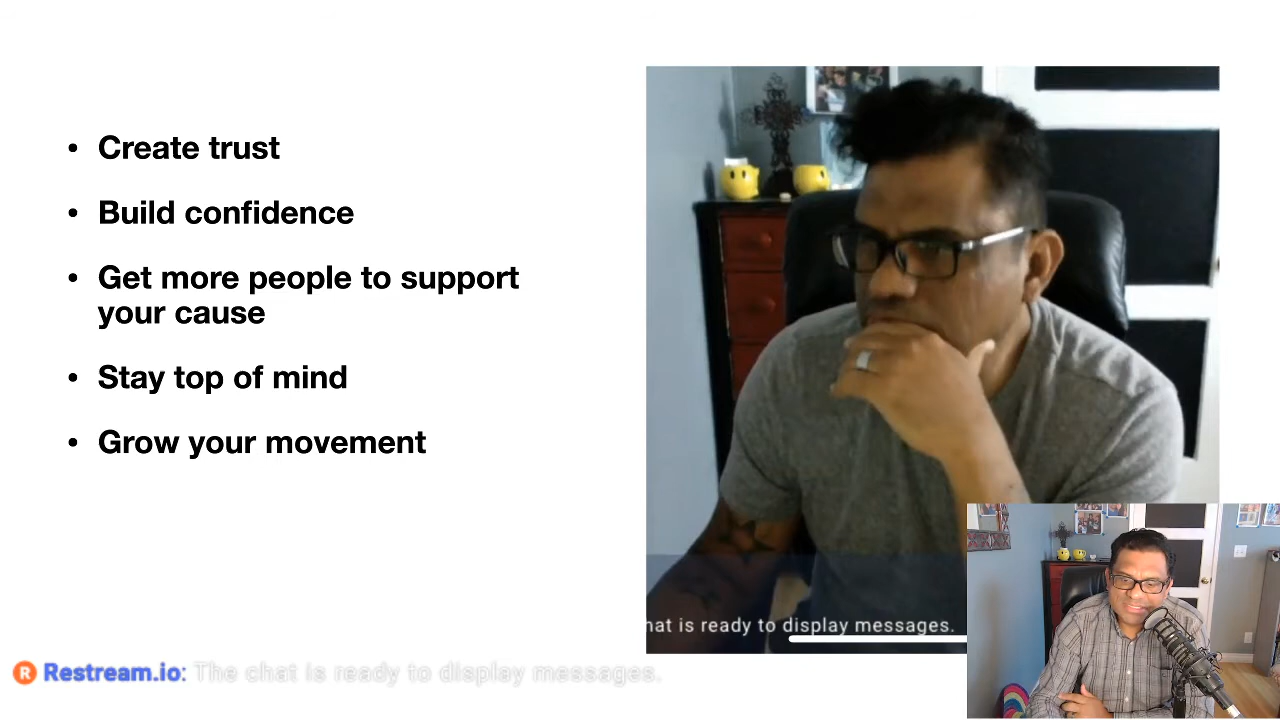 • Create trust
• Build confidence
• Get more people to support
your cause
• Stay top of mind
• Grow your movement
hat is ready to display messages.
R Restream.io: The chat is ready to display messages.